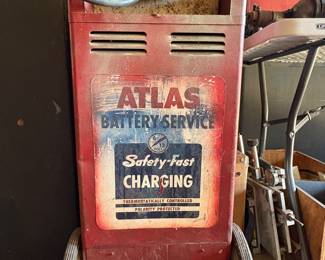 ATLAS
BATTERY SERVICE
Safety-Fast
CHARGING
THERMOSTATICALLY CONTROLLED
POLARITY PROTECTED